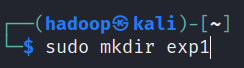 ┌──(hadoop㉿kali)-[~]
└─$ sudo mkdir exp1